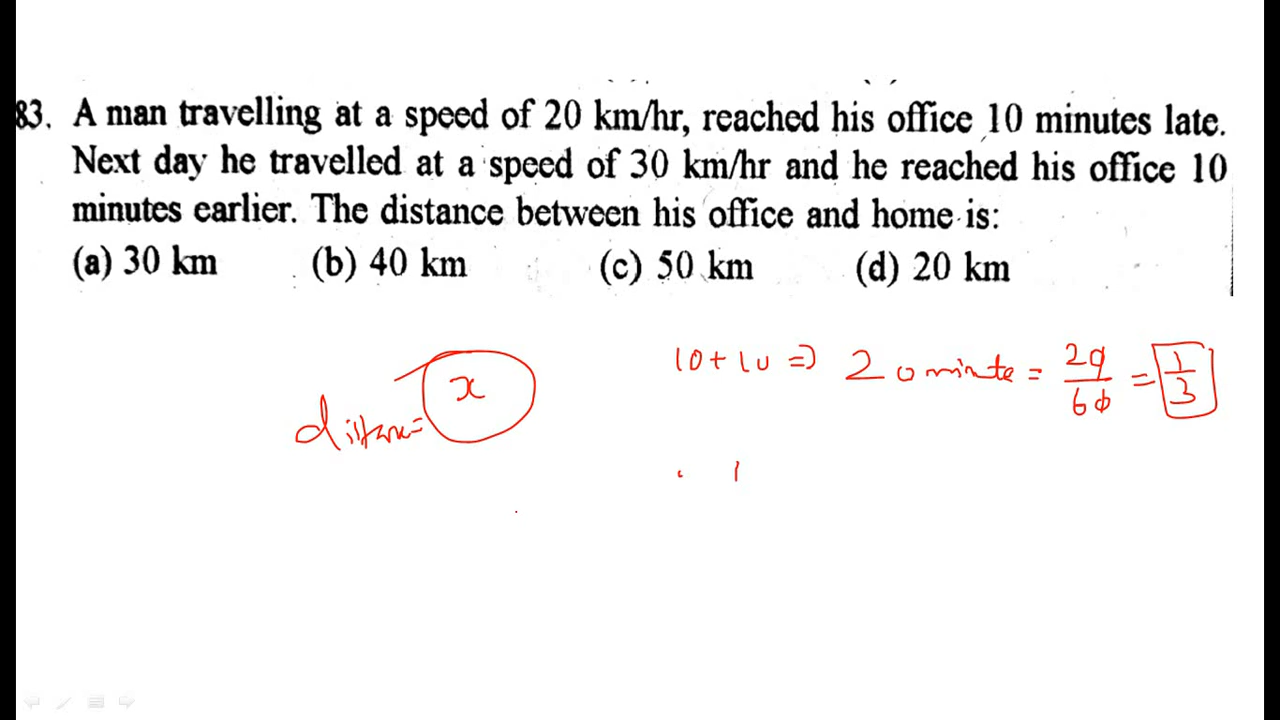 83. A man travelling at a speed of 20 km/hr, reached his office 10 minutes late.
Next day he travelled at a speed of 30 km/hr and he reached his office 10
minutes earlier. The distance between his office and home is:
(a) 30 km (b) 40 km (c) 50 km (d) 20 km
10+10 => 20 minute = 20/60 = 1/3
distance= x